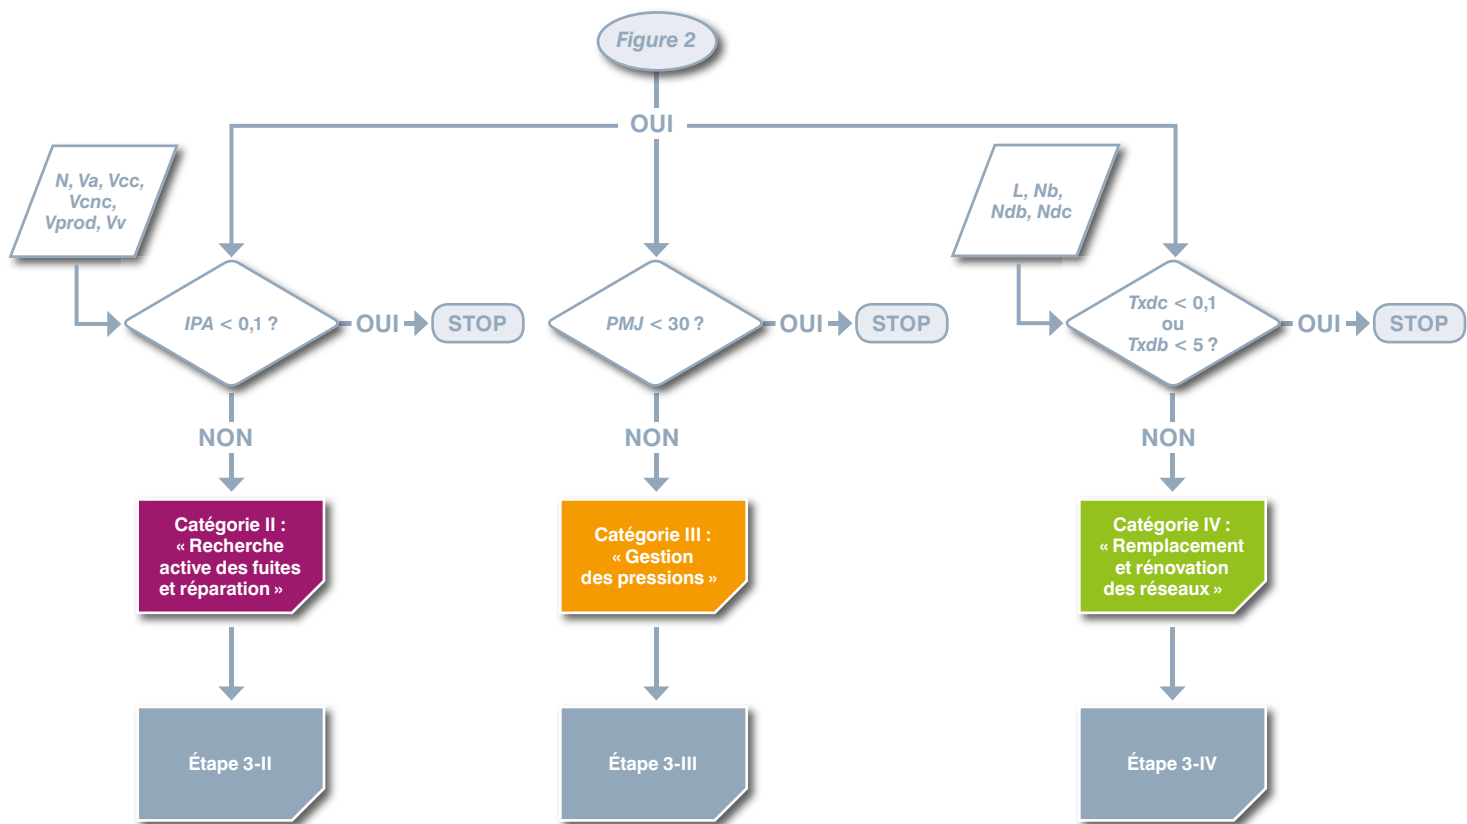 Figure 2
OUI
N, Va, Vcc,
Vcnc,
Vprod, Vv
L, Nb,
Ndb, Ndc
IPA < 0,1 ?
OUI
STOP
PMJ < 30 ?
OUI
STOP
Txdc < 0,1
ou
Txdb < 5 ?
OUI
STOP
NON
NON
NON
Catégorie II :
« Recherche
active des fuites
et réparation »
Catégorie III :
« Gestion
des pressions »
Catégorie IV :
« Remplacement
et rénovation
des réseaux »
Étape 3-II
Étape 3-III
Étape 3-IV